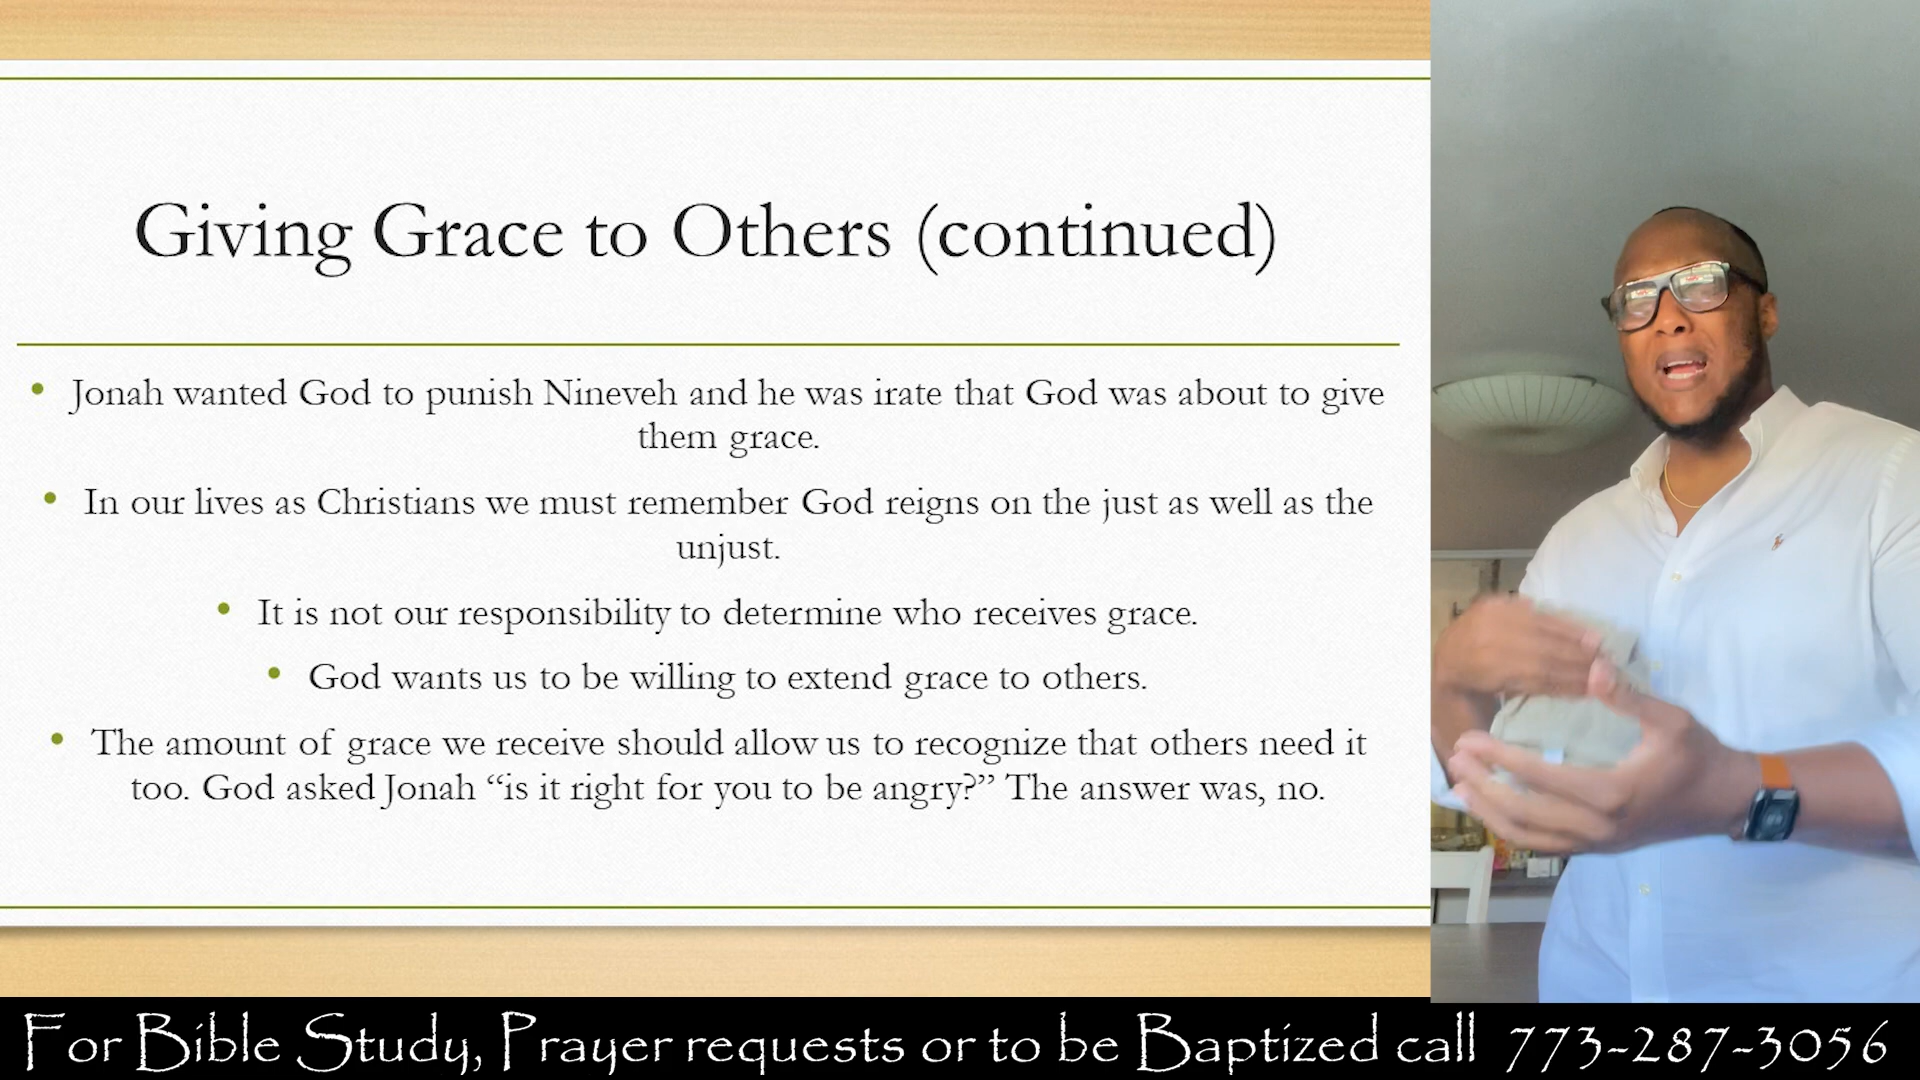 Giving Grace to Others (continued)
• Jonah wanted God to punish Nineveh and he was irate that God was about to give
them grace.
• In our lives as Christians we must remember God reigns on the just as well as the
unjust.
• It is not our responsibility to determine who receives grace.
• God wants us to be willing to extend grace to others.
• The amount of grace we receive should allow us to recognize that others need it
too. God asked Jonah “is it right for you to be angry?” The answer was, no.
For Bible Study, Prayer requests or to be Baptized call 773-287-3056